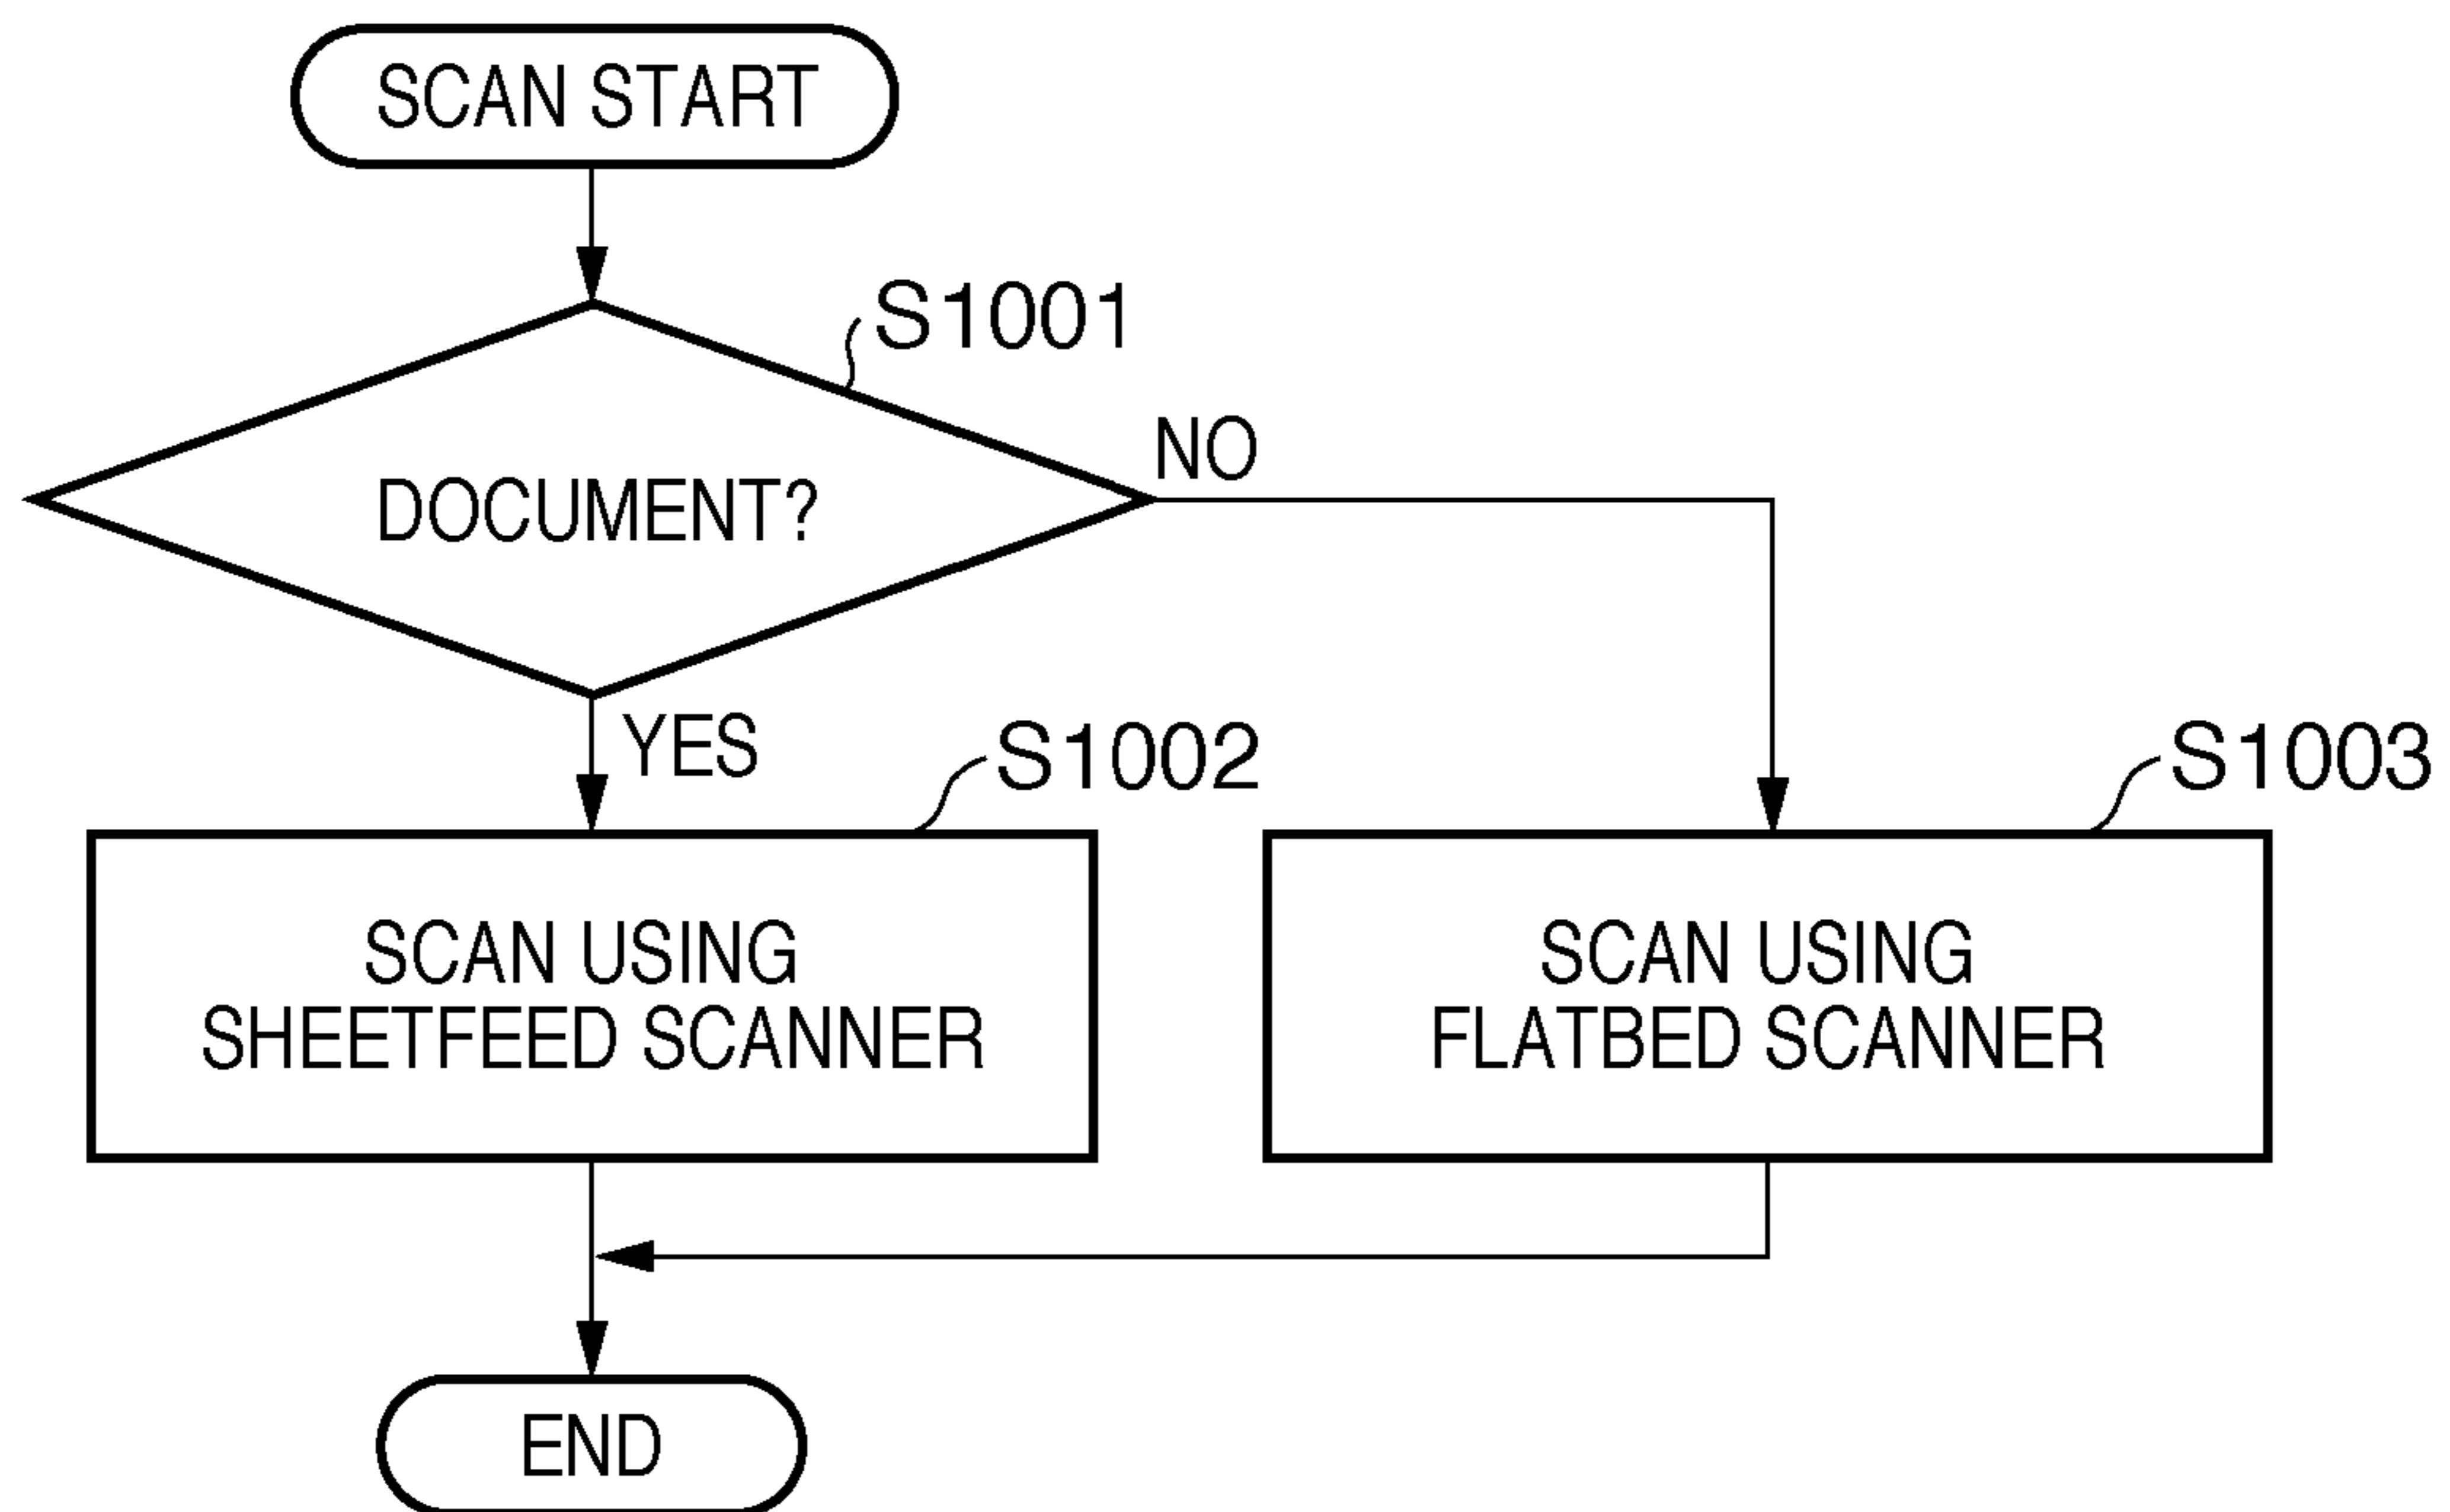 SCAN START
S1001
DOCUMENT?
NO
YES
S1002
S1003
SCAN USING
SHEETFEED SCANNER
SCAN USING
FLATBED SCANNER
END